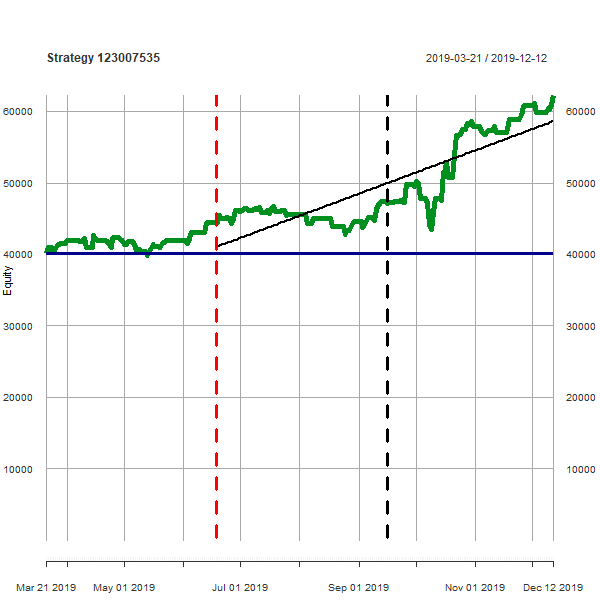 Strategy 123007535
2019-03-21 / 2019-12-12
60000
60000
50000
50000
40000
40000
Equity
30000
30000
20000
20000
10000
10000
Mar 21 2019
May 01 2019
Jul 01 2019
Sep 01 2019
Nov 01 2019
Dec 12 2019